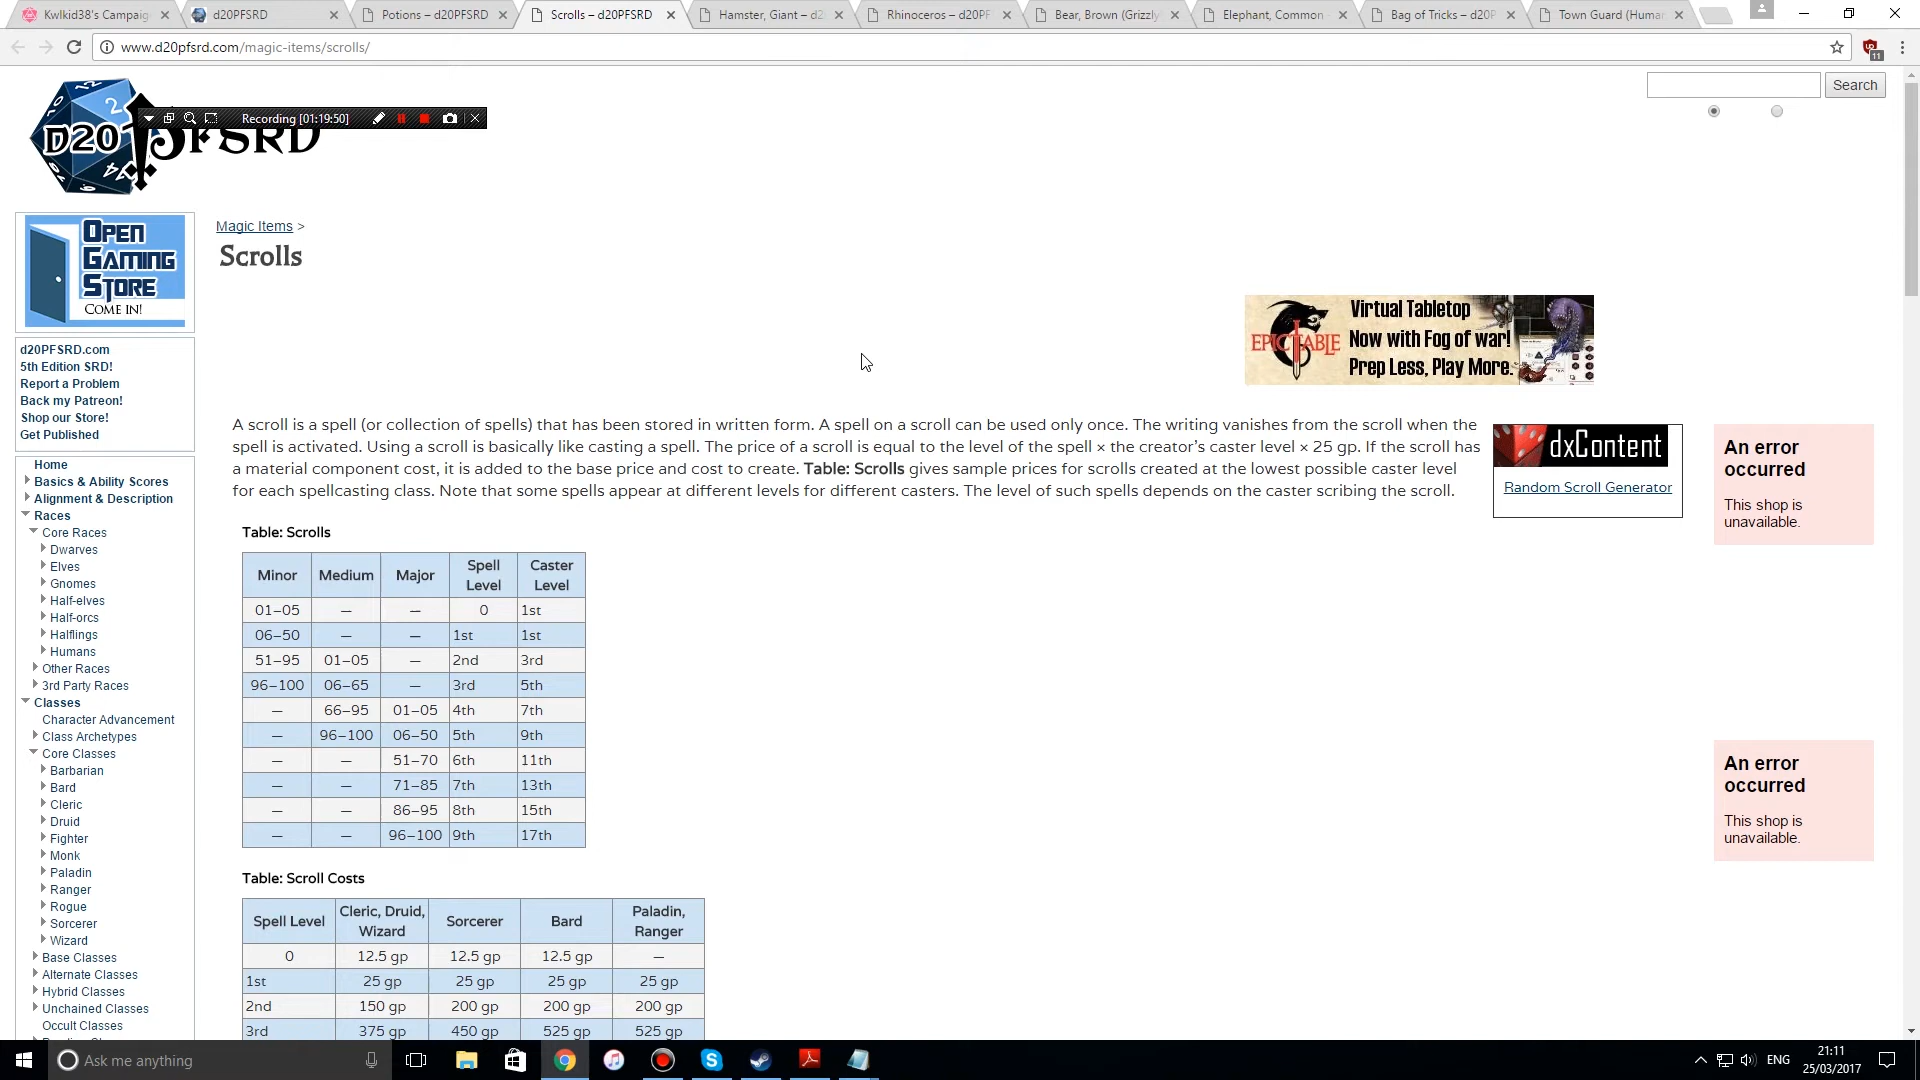 Kwlkid38's Campaig
d20PFSRD
Potions – d20PFSRD
Scrolls – d20PFSRD
Hamster, Giant – d2
Rhinoceros – d20PF
Bear, Brown (Grizzly
Elephant, Common
Bag of Tricks – d20P
Town Guard (Human
www.d20pfsrd.com/magic-items/scrolls/
11
Search
D20PFSRD
Recording [01:19:50]
Open
Gaming
Store
Come in!
Magic Items >
Scrolls
Virtual Tabletop
Now with Fog of war!
Prep Less, Play More.
EPICTABLE
d20PFSRD.com
5th Edition SRD!
Report a Problem
Back my Patreon!
Shop our Store!
Get Published
Home
Basics & Ability Scores
Alignment & Description
Races
Core Races
Dwarves
Elves
Gnomes
Half-elves
Half-orcs
Halflings
Humans
Other Races
3rd Party Races
Classes
Character Advancement
Class Archetypes
Core Classes
Barbarian
Bard
Cleric
Druid
Fighter
Monk
Paladin
Ranger
Rogue
Sorcerer
Wizard
Base Classes
Alternate Classes
Hybrid Classes
Unchained Classes
Occult Classes
A scroll is a spell (or collection of spells) that has been stored in written form. A spell on a scroll can be used only once. The writing vanishes from the scroll when the
spell is activated. Using a scroll is basically like casting a spell. The price of a scroll is equal to the level of the spell × the creator's caster level × 25 gp. If the scroll has
a material component cost, it is added to the base price and cost to create. Table: Scrolls gives sample prices for scrolls created at the lowest possible caster level
for each spellcasting class. Note that some spells appear at different levels for different casters. The level of such spells depends on the caster scribing the scroll.
dxContent
Random Scroll Generator
An error
occurred
This shop is
unavailable.
An error
occurred
This shop is
unavailable.
Table: Scrolls
Minor Medium Major Spell Level Caster Level
01–05 — — 0 1st
06–50 — — 1st 1st
51–95 01–05 — 2nd 3rd
96–100 06–65 — 3rd 5th
— 66–95 01–05 4th 7th
— 96–100 06–50 5th 9th
— — 51–70 6th 11th
— — 71–85 7th 13th
— — 86–95 8th 15th
— — 96–100 9th 17th
Table: Scroll Costs
Spell Level Cleric, Druid, Wizard Sorcerer Bard Paladin, Ranger
0 12.5 gp 12.5 gp 12.5 gp —
1st 25 gp 25 gp 25 gp 25 gp
2nd 150 gp 200 gp 200 gp 200 gp
3rd 375 gp 450 gp 525 gp 525 gp
Ask me anything
ENG
21:11
25/03/2017